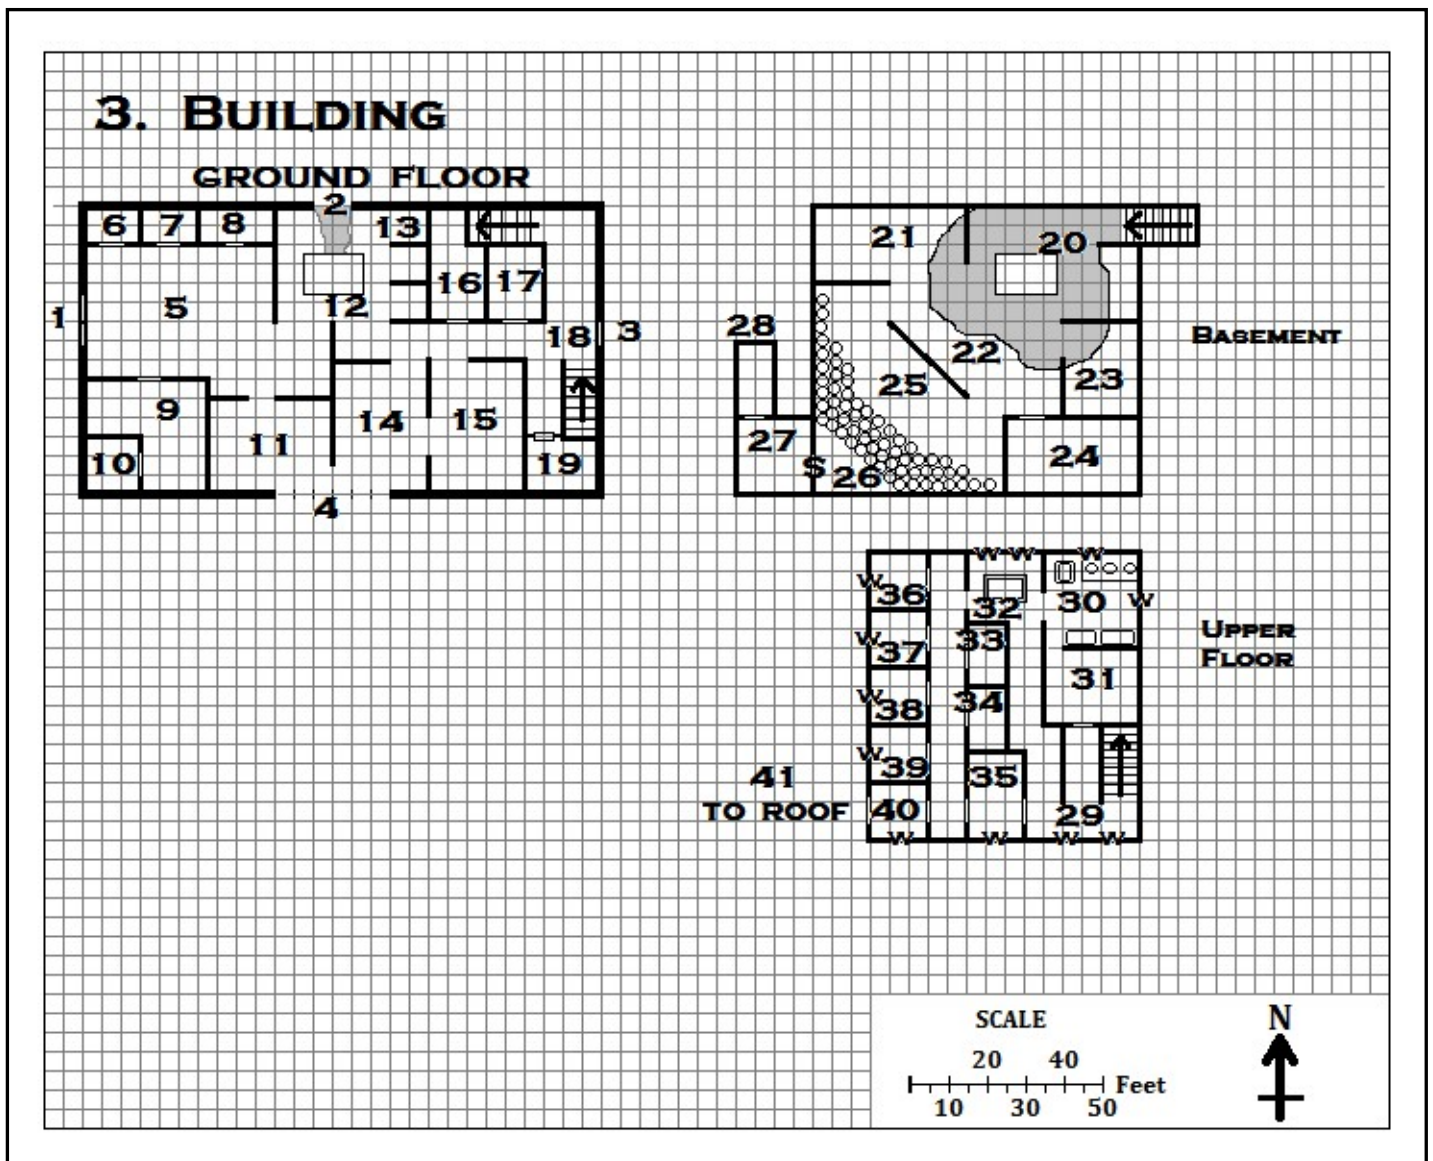 3. BUILDING
GROUND FLOOR
2
6 7 8 13
16 17
1 5 12 18 3
9
14 15
11
10 19
4
21 20
28 22 BASEMENT
25 23
27 24
S 26
W W W
W 36 32 30 W
W 37 33 UPPER
FLOOR
W 38 34 31
W 39 35
41
TO ROOF 40 29
W W W W
SCALE N
20 40
Feet
10 30 50